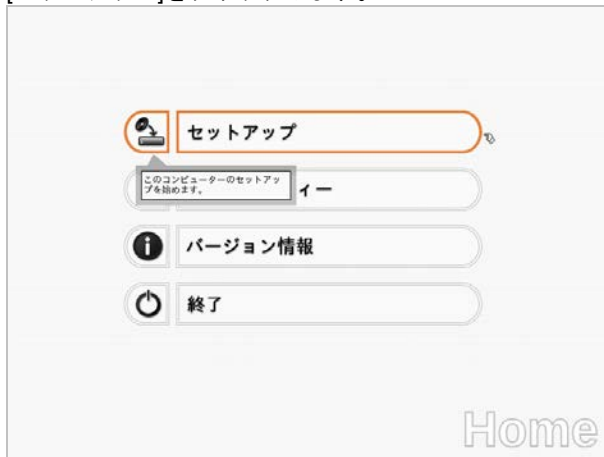 セットアップ
このコンピューターのセットアッ
プを始めます。
ィー
バージョン情報
終了
Home